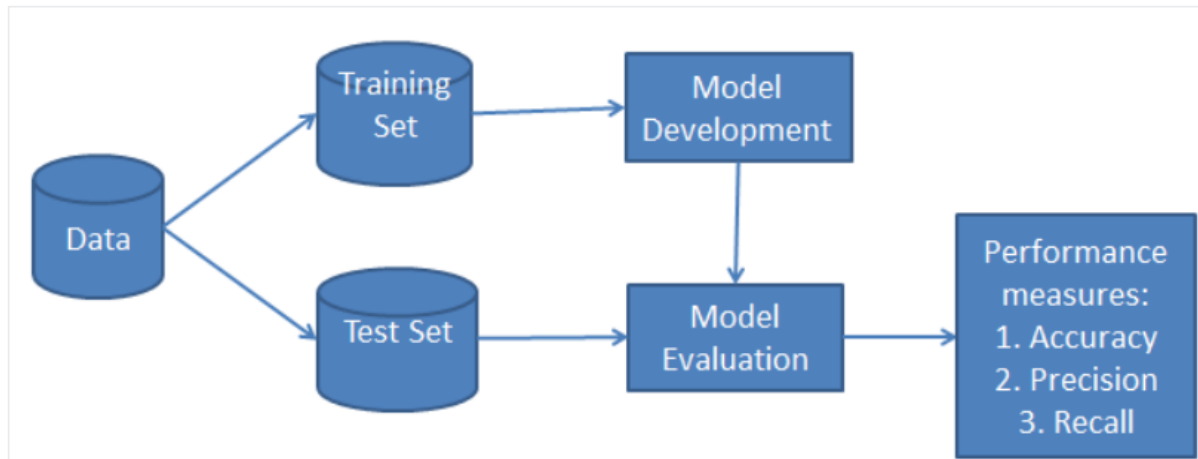 Data
Training
Set
Test Set
Model
Development
Model
Evaluation
Performance
measures:
1. Accuracy
2. Precision
3. Recall